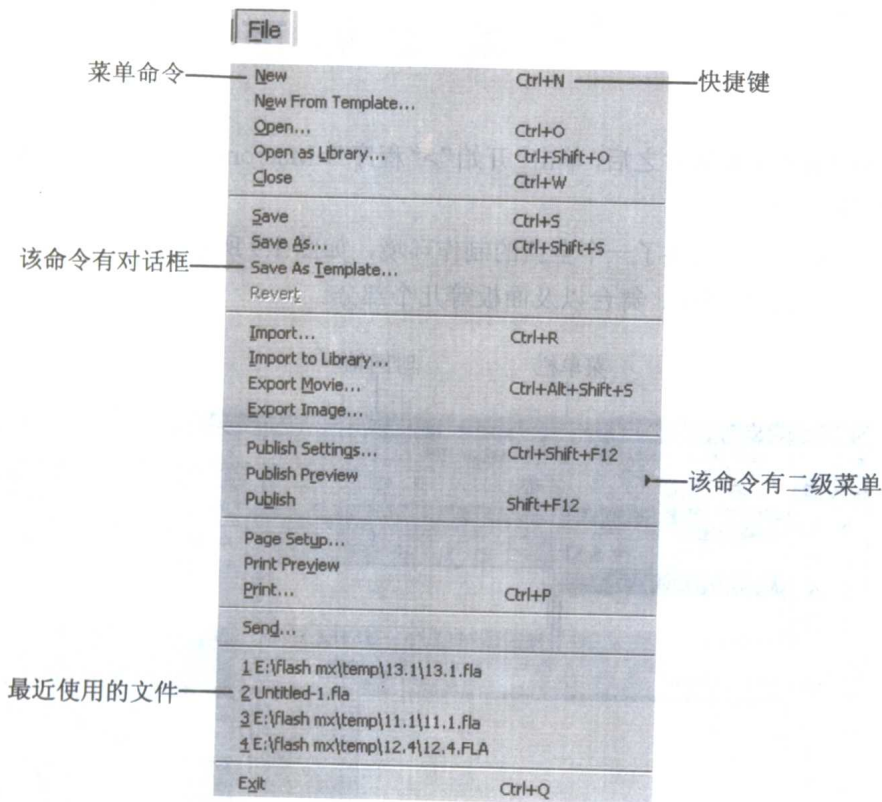 File
菜单命令 New Ctrl+N 快捷键
New From Template...
Open... Ctrl+O
Open as Library... Ctrl+Shift+O
Close Ctrl+W
Save Ctrl+S
Save As... Ctrl+Shift+S
该命令有对话框 Save As Template...
Revert
Import... Ctrl+R
Import to Library...
Export Movie... Ctrl+Alt+Shift+S
Export Image...
Publish Settings... Ctrl+Shift+F12
Publish Preview 该命令有二级菜单
Publish Shift+F12
Page Setup...
Print Preview
Print... Ctrl+P
Send...
1 E:\flash mx\temp\13.1\13.1.fla
最近使用的文件 2 Untitled-1.fla
3 E:\flash mx\temp\11.1\11.1.fla
4 E:\flash mx\temp\12.4\12.4.FLA
Exit Ctrl+Q